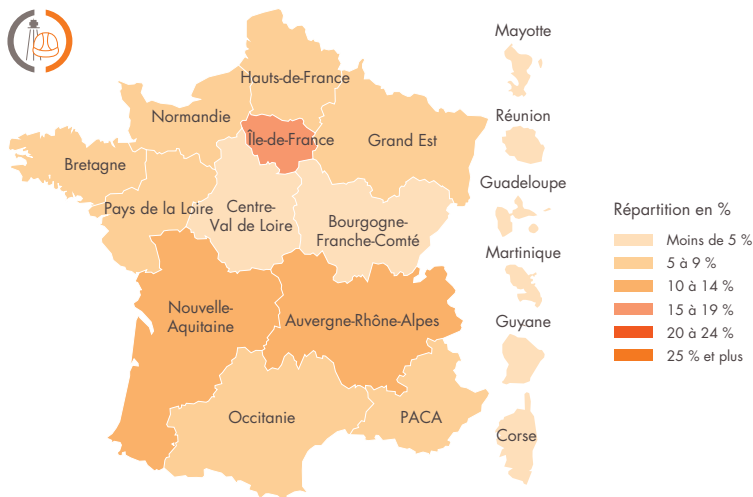 Mayotte
Hauts-de-France
Normandie
Réunion
Île-de-France
Grand Est
Bretagne
Guadeloupe
Pays de la Loire
Centre-
Val de Loire
Bourgogne-
Franche-Comté
Martinique
Nouvelle-
Aquitaine
Auvergne-Rhône-Alpes
Guyane
Occitanie
PACA
Corse
Répartition en %
Moins de 5 %
5 à 9 %
10 à 14 %
15 à 19 %
20 à 24 %
25 % et plus